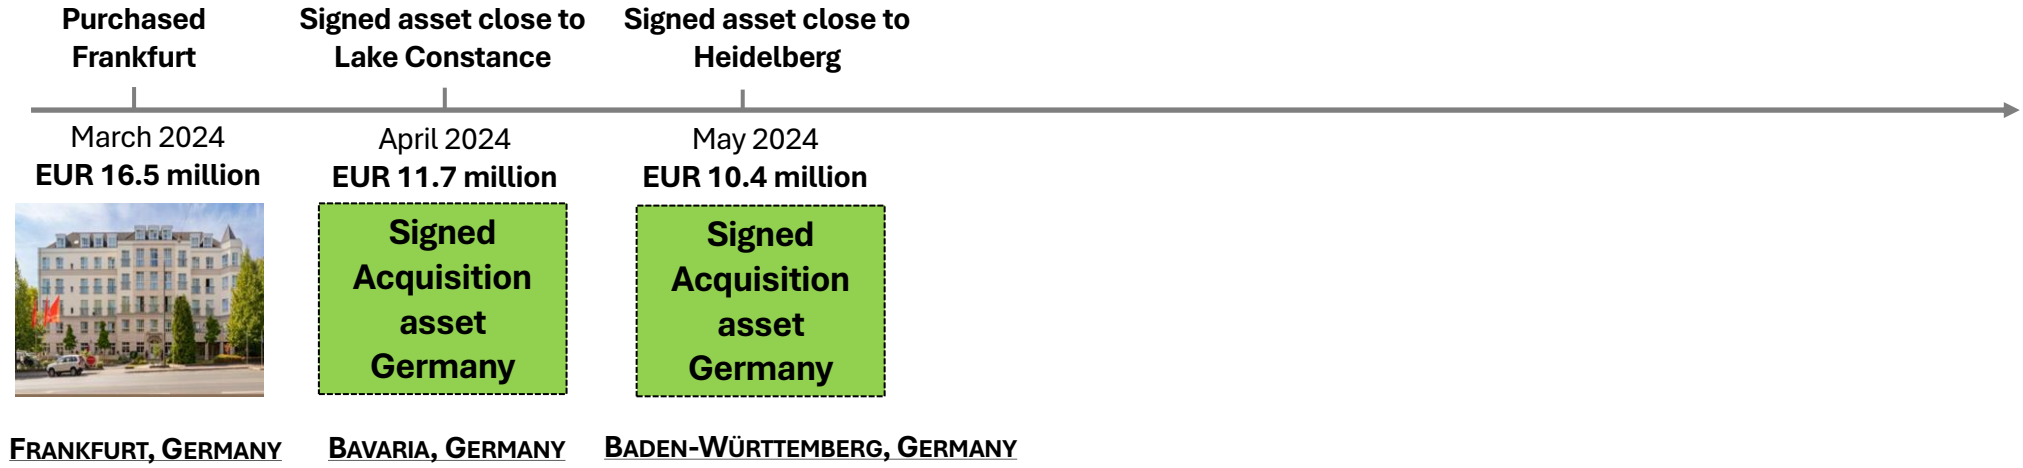 Purchased
Frankfurt
Signed asset close to
Lake Constance
Signed asset close to
Heidelberg
March 2024
EUR 16.5 million
April 2024
EUR 11.7 million
May 2024
EUR 10.4 million
Signed
Acquisition
asset
Germany
Signed
Acquisition
asset
Germany
FRANKFURT, GERMANY
BAVARIA, GERMANY
BADEN-WÜRTTEMBERG, GERMANY